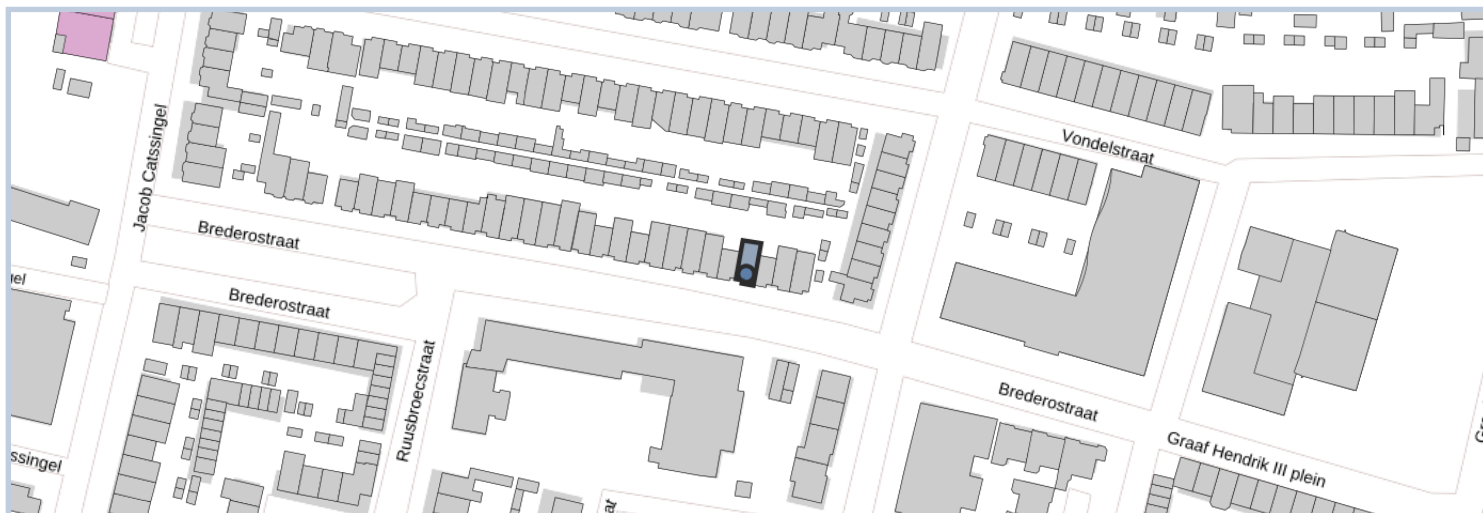 Vondelstraat
Jacob Catssingel
Brederostraat
Brederostraat
Ruusbroecstraat
Brederostraat
Graaf Hendrik III plein
ssingel